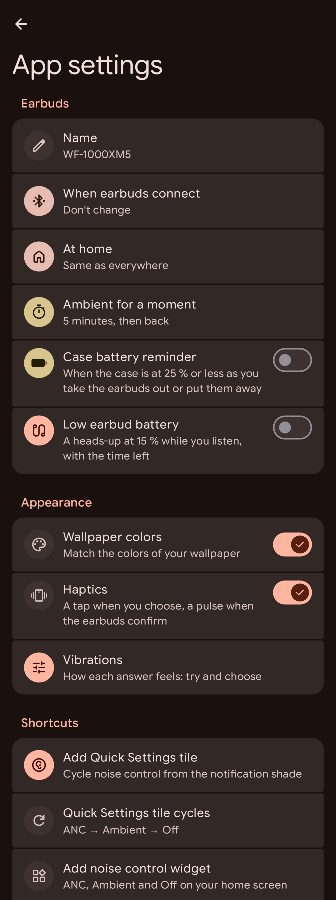 App settings
Earbuds
Name
WF-1000XM5
When earbuds connect
Don't change
At home
Same as everywhere
Ambient for a moment
5 minutes, then back
Case battery reminder
When the case is at 25 % or less as you
take the earbuds out or put them away
Low earbud battery
A heads-up at 15 % while you listen,
with the time left
Appearance
Wallpaper colors
Match the colors of your wallpaper
Haptics
A tap when you choose, a pulse when
the earbuds confirm
Vibrations
How each answer feels: try and choose
Shortcuts
Add Quick Settings tile
Cycle noise control from the notification shade
Quick Settings tile cycles
ANC → Ambient → Off
Add noise control widget
ANC, Ambient and Off on your home screen